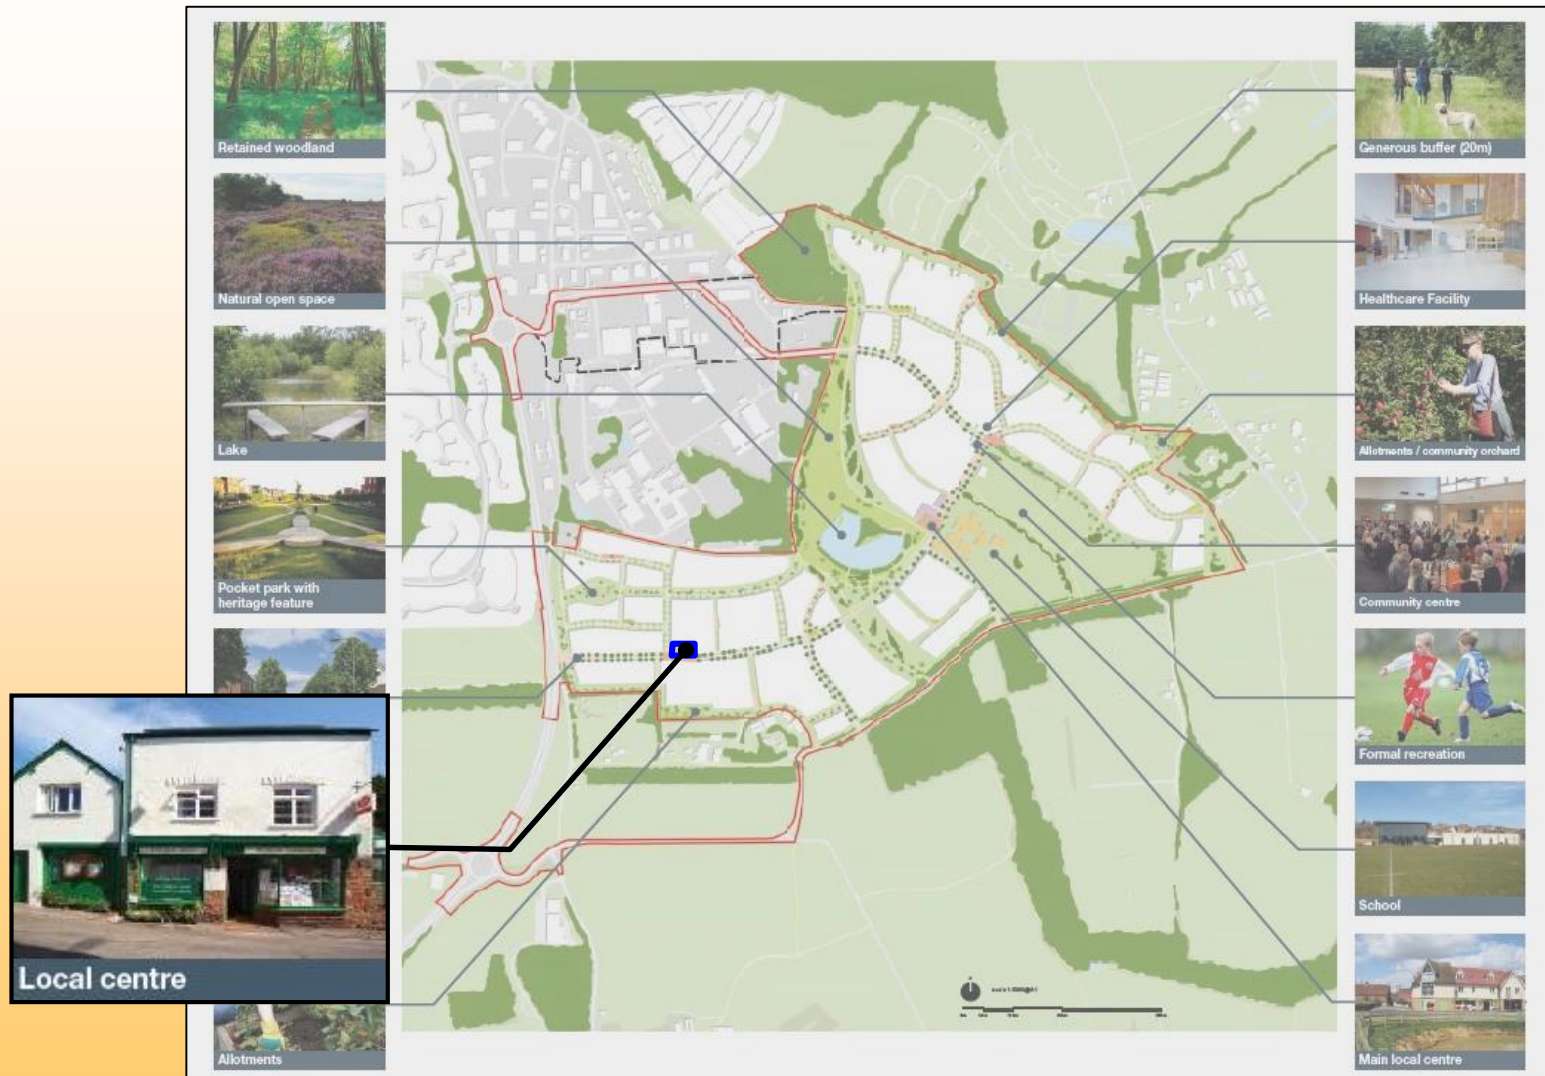 Retained woodland
Natural open space
Lake
Pocket park with
heritage feature
Local centre
Allotments
Generous buffer (20m)
Healthcare Facility
Allotments / community orchard
Community centre
Formal recreation
School
Main local centre